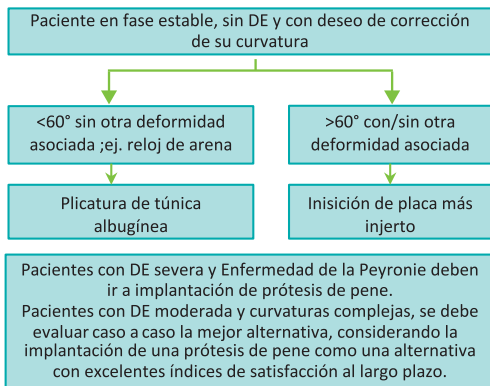 Paciente en fase estable, sin DE y con deseo de corrección
de su curvatura
<60° sin otra deformidad
asociada ;ej. reloj de arena
>60° con/sin otra
deformidad asociada
Plicatura de túnica
albugínea
Inisición de placa más
injerto
Pacientes con DE severa y Enfermedad de la Peyronie deben
ir a implantación de prótesis de pene.
Pacientes con DE moderada y curvaturas complejas, se debe
evaluar caso a caso la mejor alternativa, considerando la
implantación de una prótesis de pene como una alternativa
con excelentes índices de satisfacción al largo plazo.